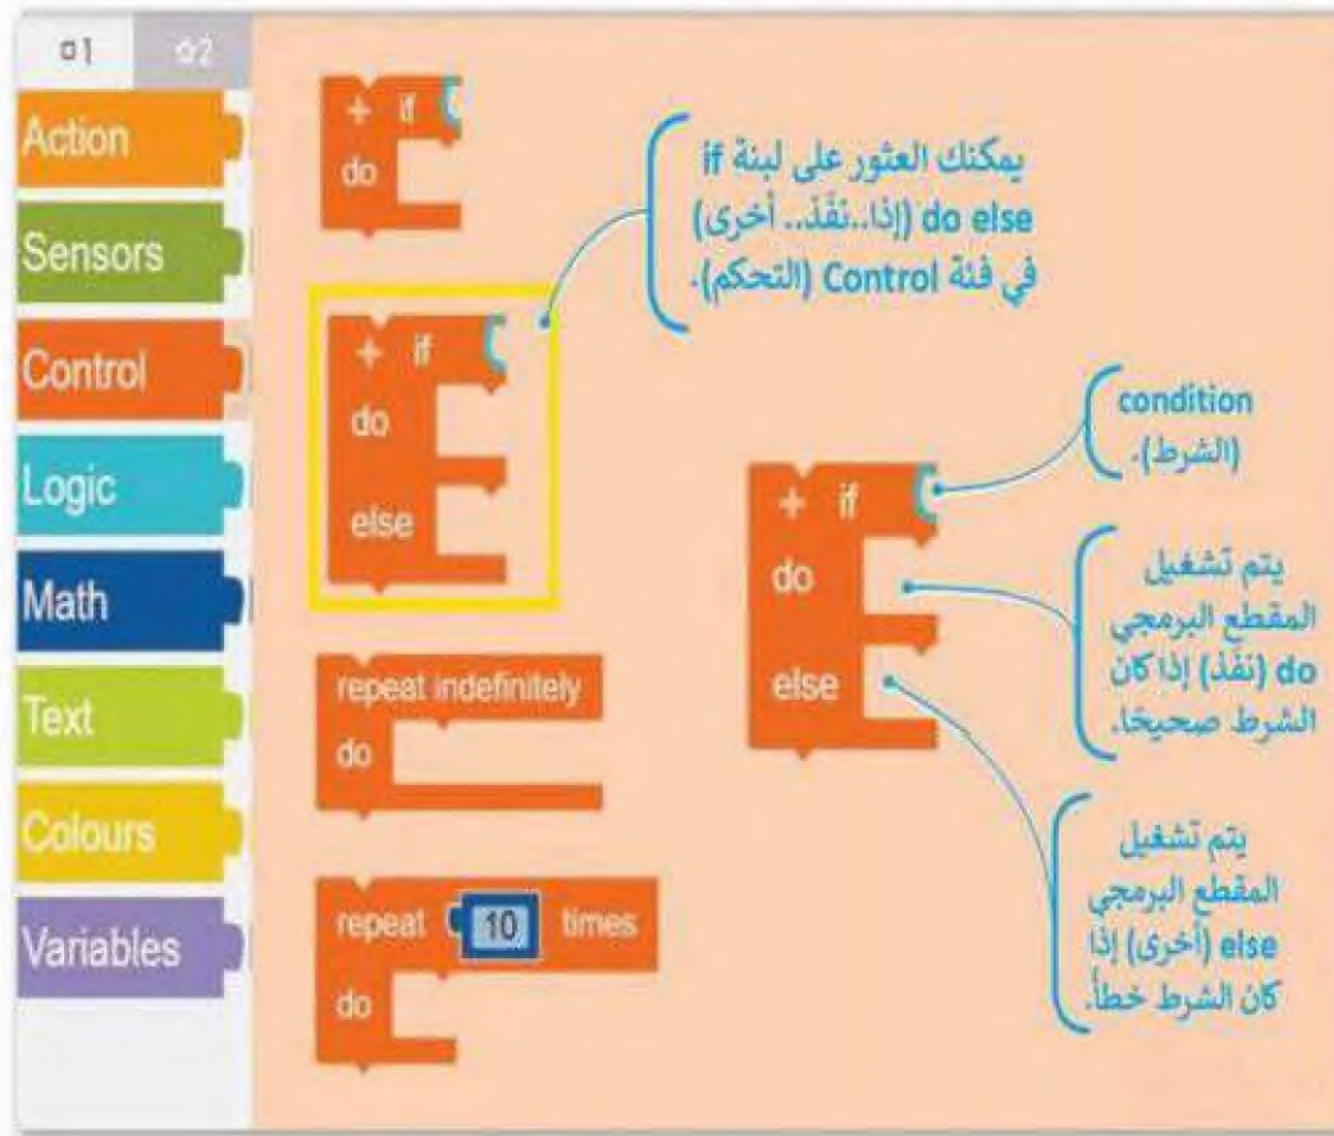 1
2
Action
Sensors
Control
Logic
Math
Text
Colours
Variables
+ if
do
+ if
do
else
repeat indefinitely
do
repeat 10 times
do
يمكنك العثور على لبنة if
do else (إذا..نفّذ.. أخرى)
في فئة Control (التحكم).
+ if
do
else
condition
(الشرط).
يتم تشغيل
المقطع البرمجي
do (نفّذ) إذا كان
الشرط صحيحًا.
يتم تشغيل
المقطع البرمجي
else (أخرى) إذا
كان الشرط خطأً.